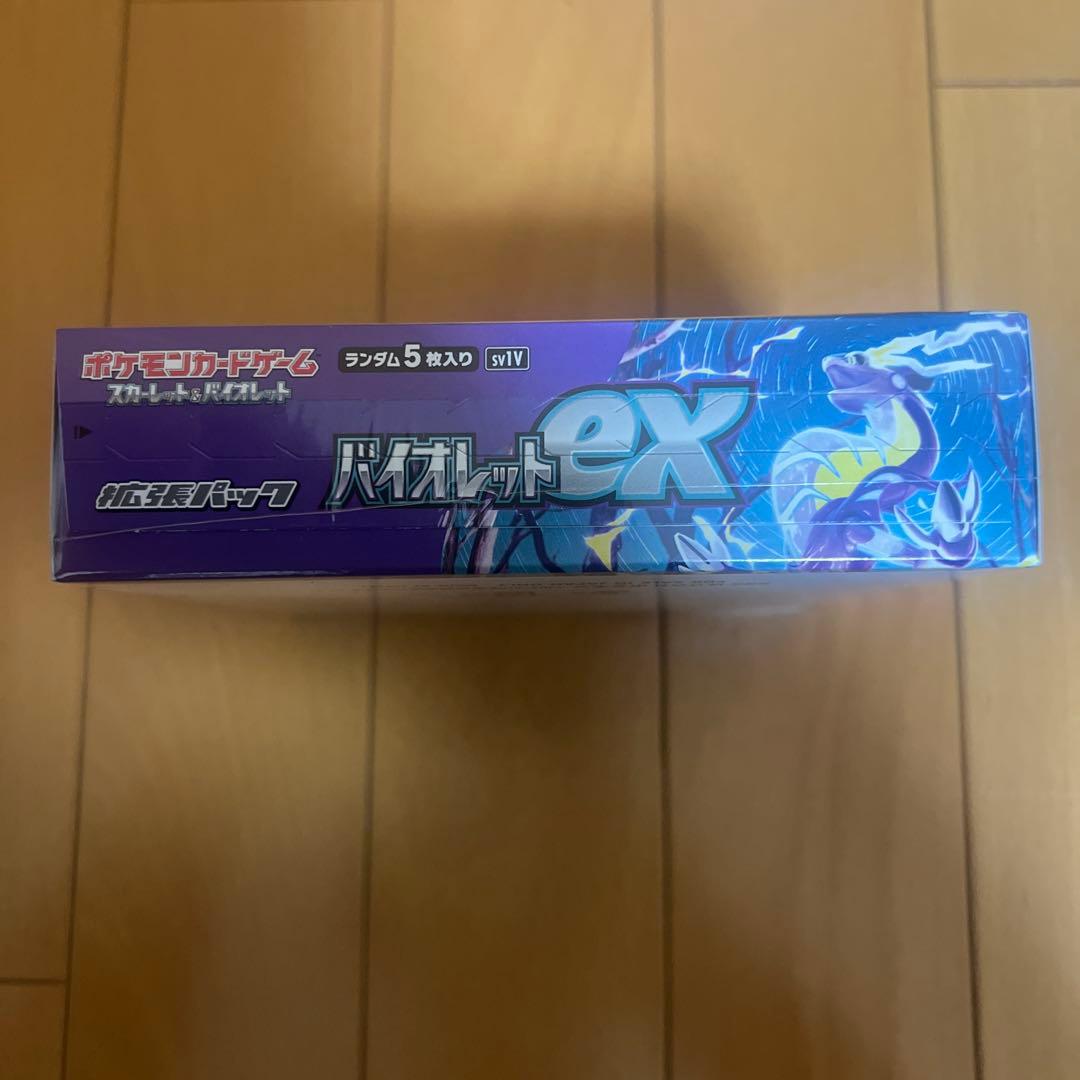 ポケモンカードゲーム
スカーレット&バイオレット
ランダム5枚入り SV1V
バイオレットex
拡張パック